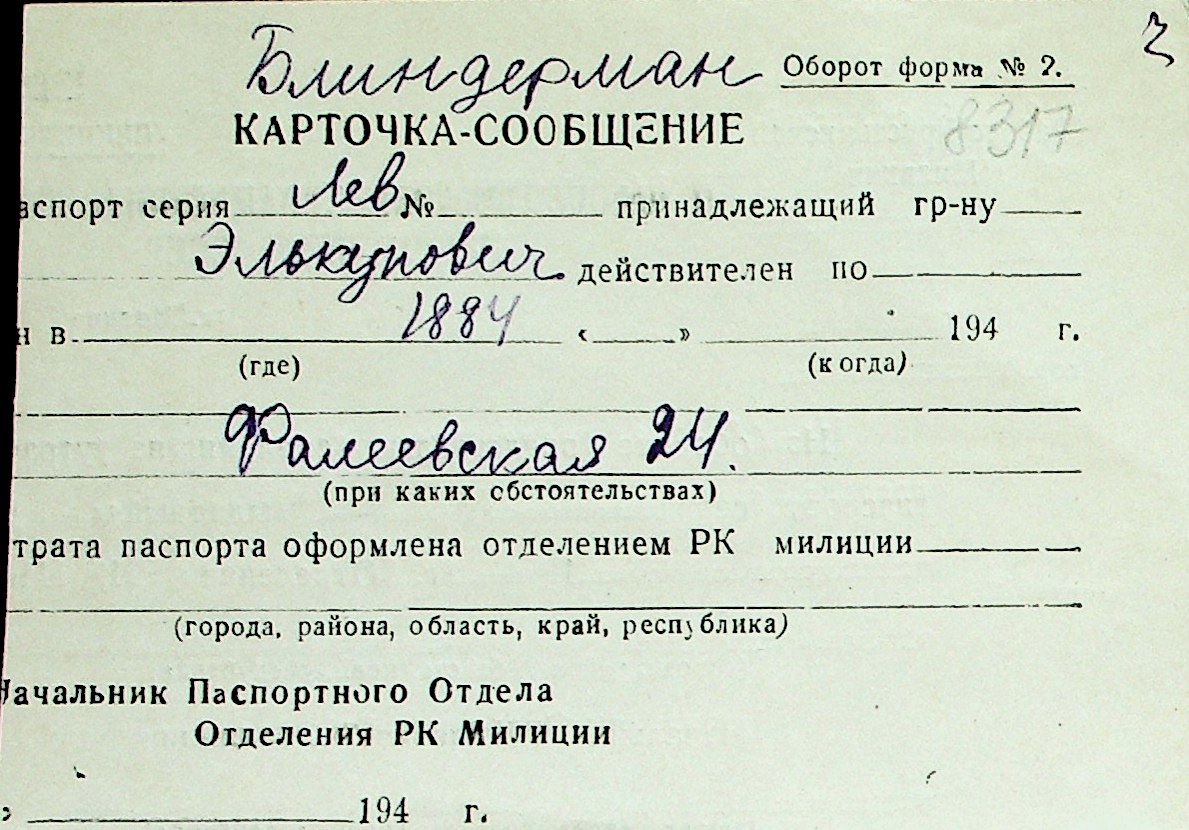 З
Блиндерман Оборот форма № 2.
8317
КАРТОЧКА-СООБЩЕНИЕ
аспорт серия Лев № принадлежащий гр-ну
Элькунович действителен по
н в 1884 « » 194 г.
(где) (когда)
Фалеевская 24.
(при каких обстоятельствах)
трата паспорта оформлена отделением РК милиции
(города, района, область, край, республика)
Начальник Паспортного Отдела
Отделения РК Милиции
» 194 г.